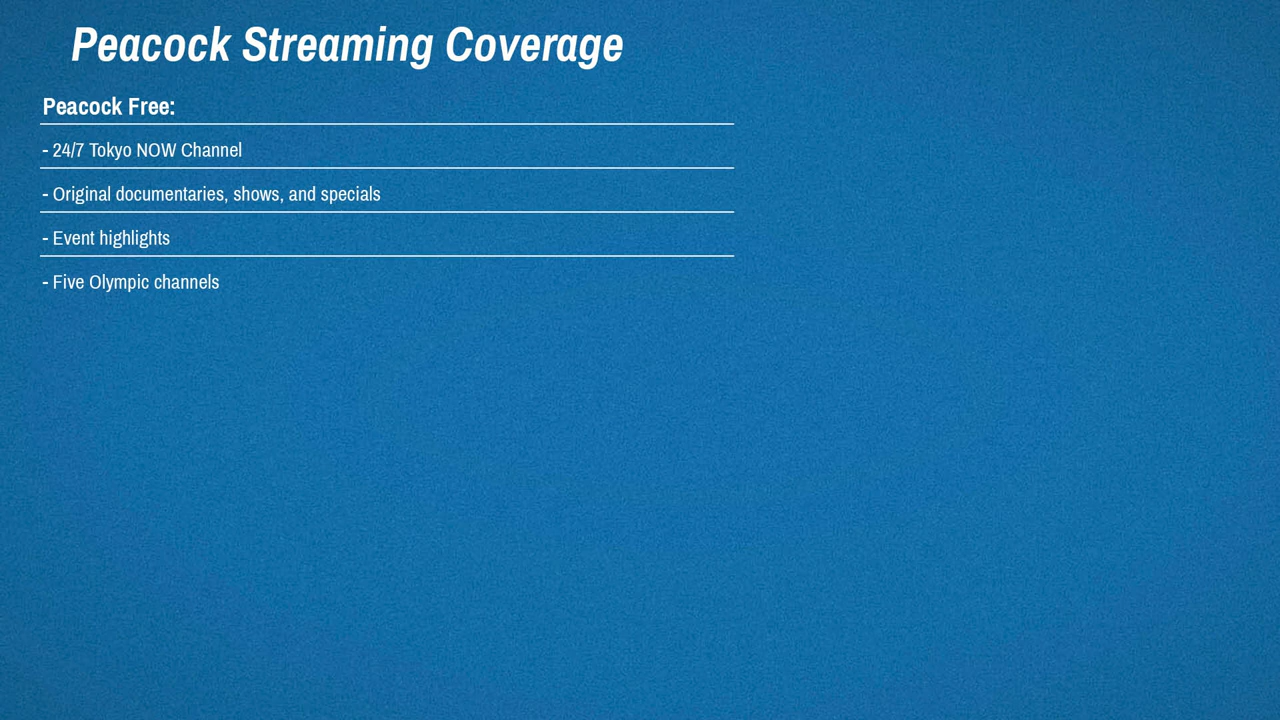 Peacock Streaming Coverage
Peacock Free:
- 24/7 Tokyo NOW Channel
- Original documentaries, shows, and specials
- Event highlights
- Five Olympic channels